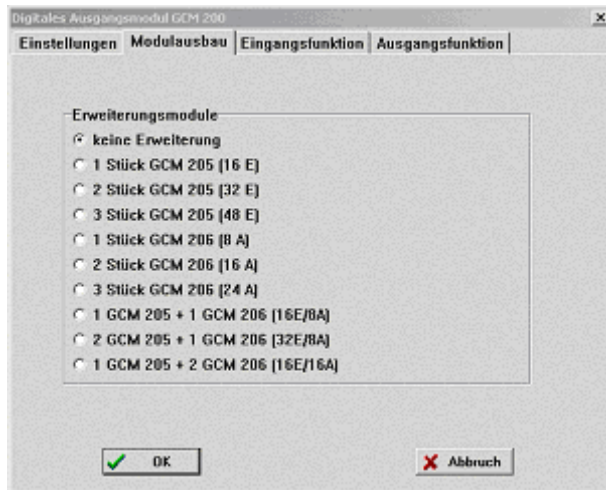 Digitales Ausgangsmodul GCM 200
Einstellungen Modulausbau Eingangsfunktion Ausgangsfunktion
Erweiterungsmodule
keine Erweiterung
1 Stück GCM 205 (16 E)
2 Stück GCM 205 (32 E)
3 Stück GCM 205 (48 E)
1 Stück GCM 206 (8 A)
2 Stück GCM 206 (16 A)
3 Stück GCM 206 (24 A)
1 GCM 205 + 1 GCM 206 (16E/8A)
2 GCM 205 + 1 GCM 206 (32E/8A)
1 GCM 205 + 2 GCM 206 (16E/16A)
OK Abbruch